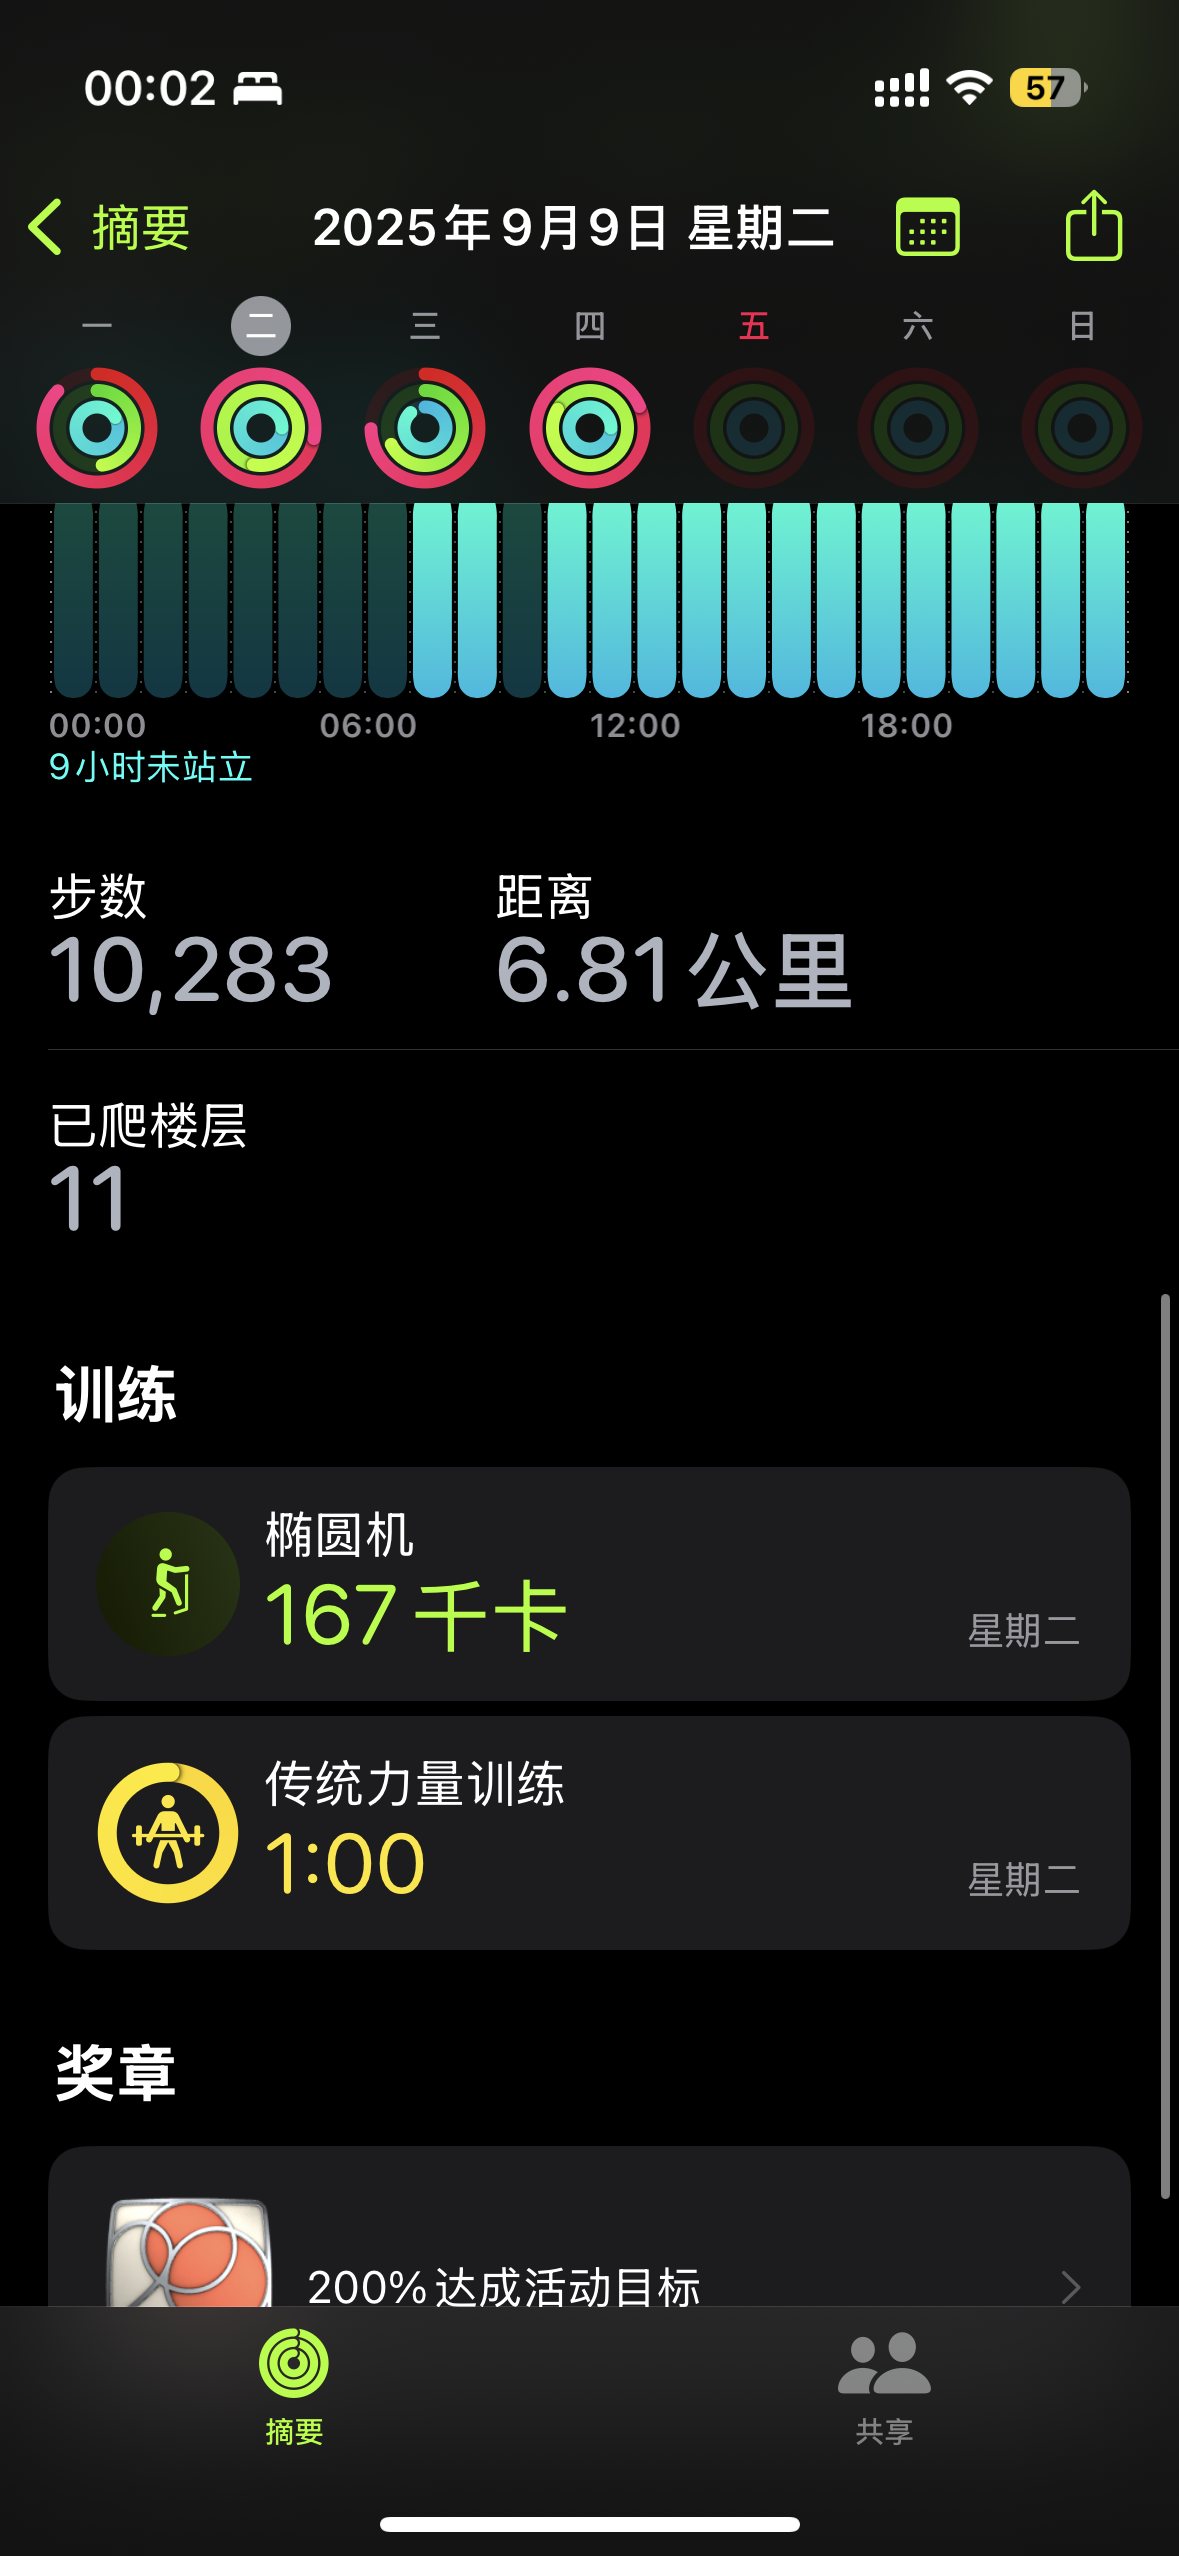 00:02
57
摘要
2025年9月9日 星期二
一 二 三 四 五 六 日
00:00 06:00 12:00 18:00
9小时未站立
步数 距离
10,283 6.81公里
已爬楼层
11
训练
椭圆机
167千卡
星期二
传统力量训练
1:00
星期二
奖章
200%达成活动目标
摘要 共享